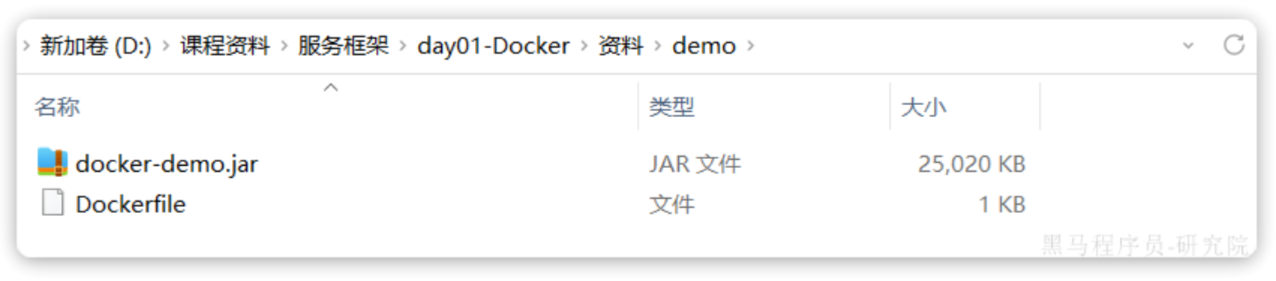 新加卷 (D:) › 课程资料 › 服务框架 › day01-Docker › 资料 › demo ›
名称 类型 大小
docker-demo.jar JAR 文件 25,020 KB
Dockerfile 文件 1 KB
黑马程序员-研究院